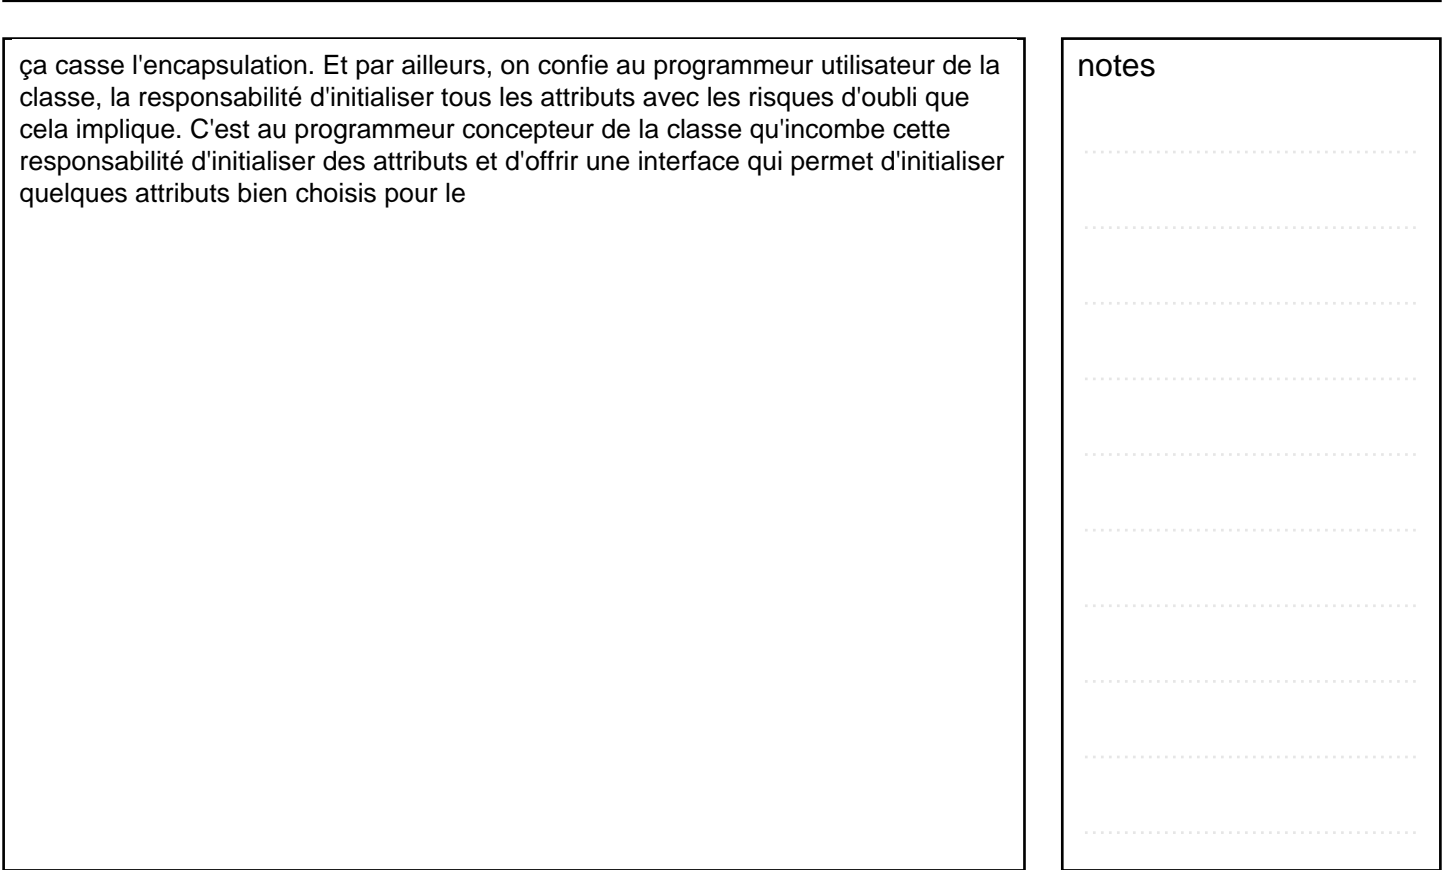 ça casse l'encapsulation. Et par ailleurs, on confie au programmeur utilisateur de la
classe, la responsabilité d'initialiser tous les attributs avec les risques d'oubli que
cela implique. C'est au programmeur concepteur de la classe qu'incombe cette
responsabilité d'initialiser des attributs et d'offrir une interface qui permet d'initialiser
quelques attributs bien choisis pour le
notes